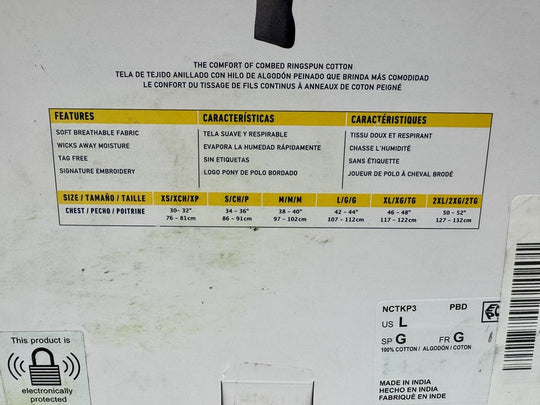 THE COMFORT OF COMBED RINGSPUN COTTON
TELA DE TEJIDO ANILLADO CON HILO DE ALGODÓN PEINADO QUE BRINDA MÁS COMODIDAD
LE CONFORT DU TISSAGE DE FILS CONTINUS À ANNEAUX DE COTON PEIGNÉ
FEATURES CARACTERÍSTICAS CARACTÉRISTIQUES
SOFT BREATHABLE FABRIC TELA SUAVE Y RESPIRABLE TISSU DOUX ET RESPIRANT
WICKS AWAY MOISTURE EVAPORA LA HUMEDAD RÁPIDAMENTE CHASSE L'HUMIDITÉ
TAG FREE SIN ETIQUETAS SANS ÉTIQUETTE
SIGNATURE EMBROIDERY LOGO PONY DE POLO BORDADO JOUEUR DE POLO À CHEVAL BRODÉ
SIZE / TAMAÑO / TAILLE XS/XCH/XP S/CH/P M/M/M L/G/G XL/XG/TG 2XL/2XG/2TG
CHEST / PECHO / POITRINE 30- 32" 34 - 36" 38 - 40" 42 - 44" 46 - 48" 50 - 52"
76 - 81cm 86 - 91cm 97 - 102cm 107 - 112cm 117 - 122cm 127 - 132cm
NCTKP3 PBD
US L
SP G FR G
100% COTTON / ALGODÓN / COTON
MADE IN INDIA
HECHO EN INDIA
FABRIQUÉ EN INDE
This product is
electronically
protected